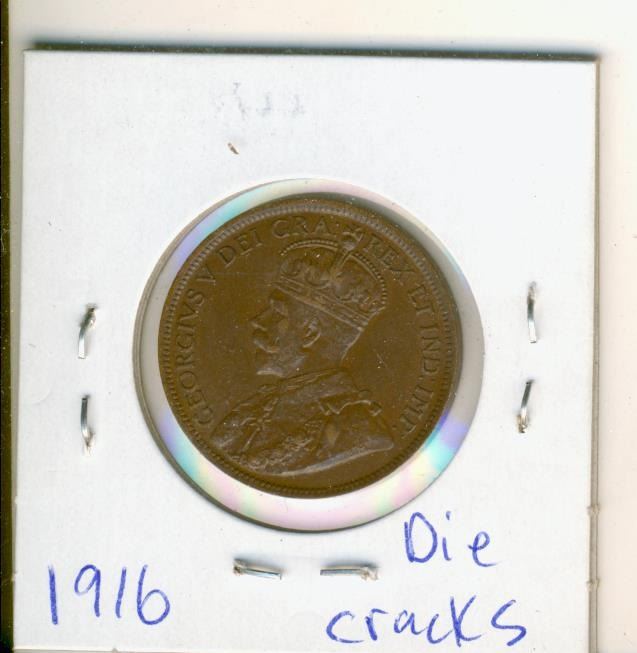 GEORGIVS V DEI GRA: REX ET IND: IMP:
1916
Die
cracks